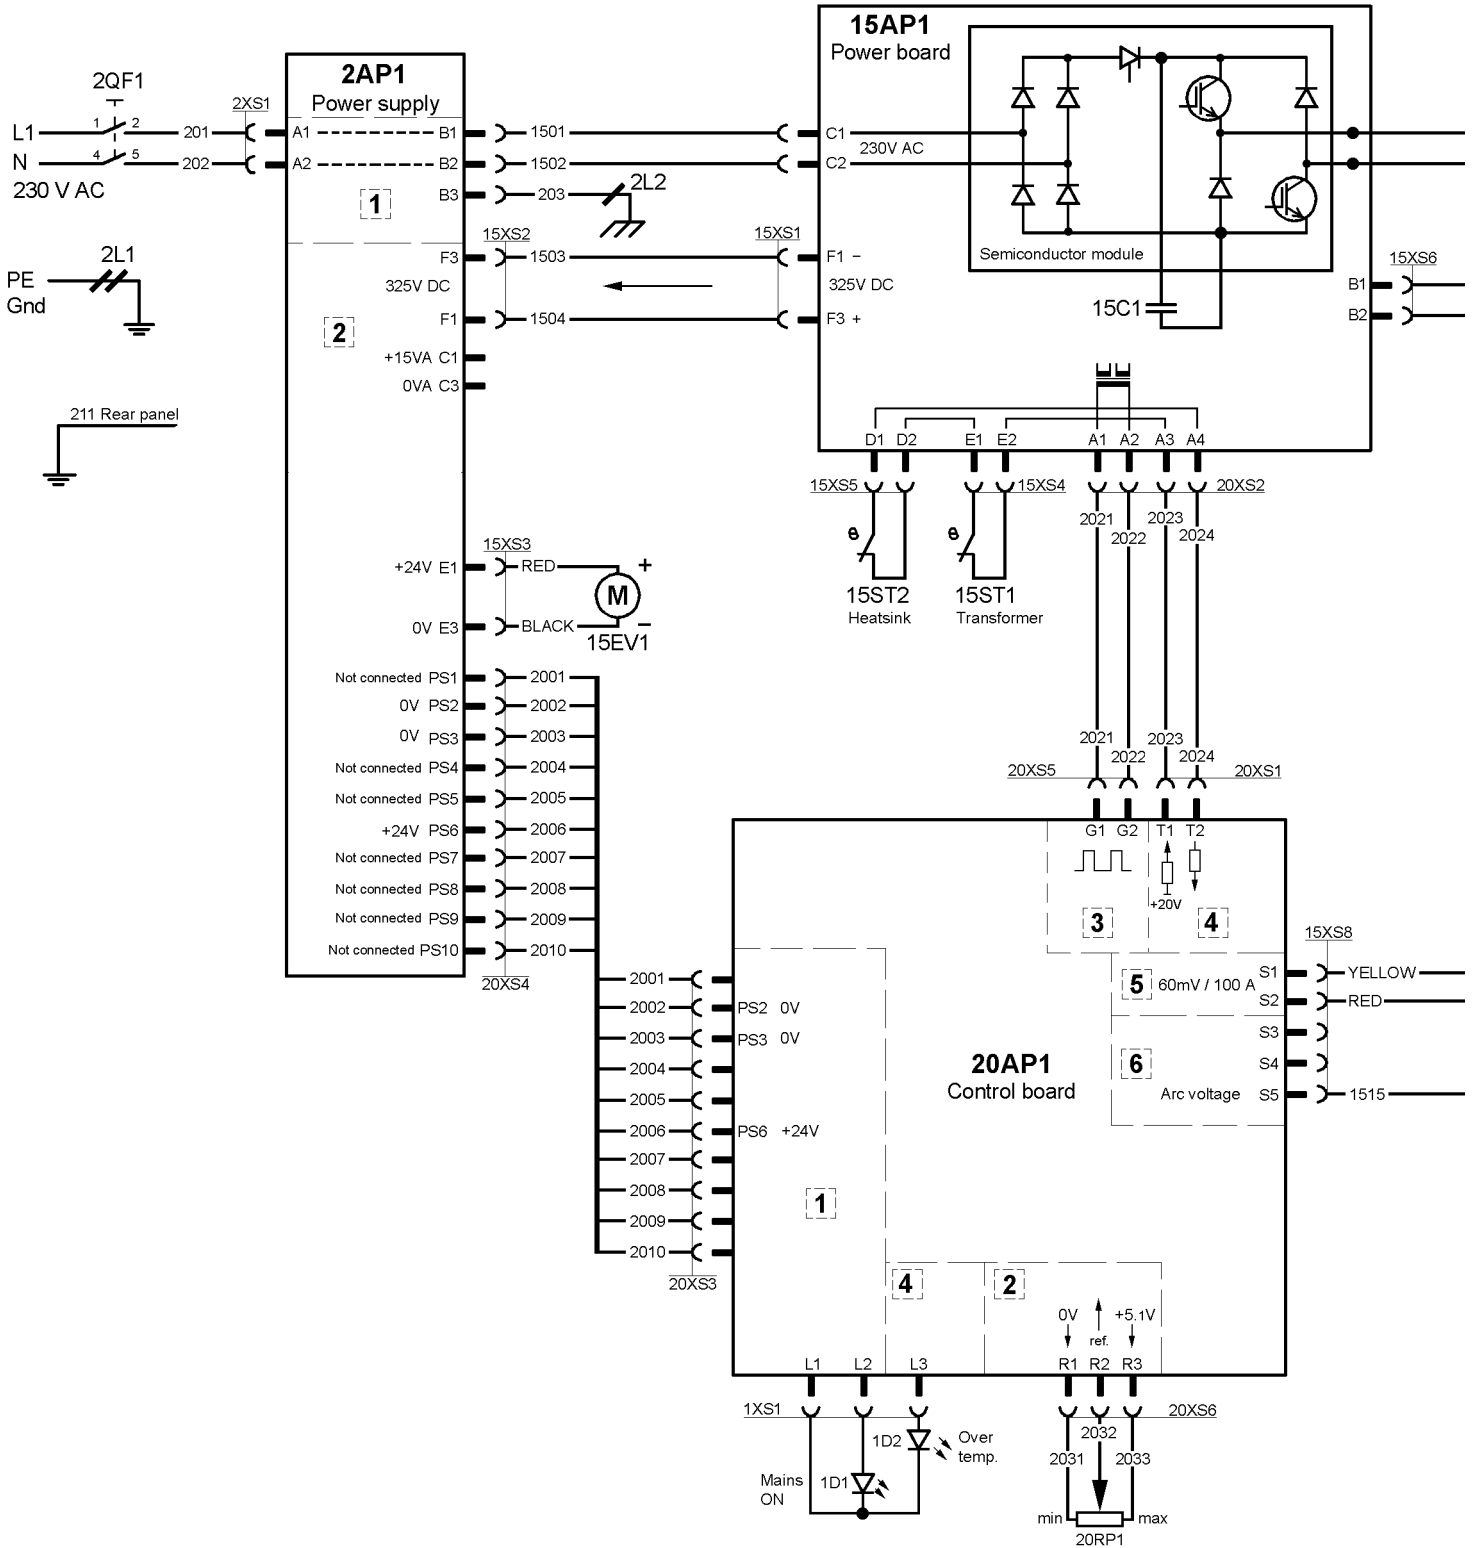 15AP1
Power board
2AP1
Power supply
2QF1
2XS1
L1
1
2
201
A1
B1
1501
C1
230V AC
N
4
5
202
A2
B2
1502
C2
230 V AC
1
B3
203
2L2
Semiconductor module
15XS2
15XS1
15XS6
2L1
PE
Gnd
F3
1503
F1 −
325V DC
325V DC
B1
15C1
B2
2
F1
1504
F3 +
+15VA C1
0VA C3
211 Rear panel
D1
D2
E1
E2
A1
A2
A3
A4
15XS5
15XS4
20XS2
2021
2022
2023
2024
θ
θ
15ST2
Heatsink
15ST1
Transformer
15XS3
+24V E1
RED
+
M
0V E3
BLACK
−
15EV1
Not connected PS1
2001
0V PS2
2002
0V PS3
2003
Not connected PS4
2004
Not connected PS5
2005
+24V PS6
2006
Not connected PS7
2007
Not connected PS8
2008
Not connected PS9
2009
Not connected PS10
2010
20XS4
2021
2022
2023
2024
20XS5
20XS1
G1
G2
T1
T2
+20V
3
4
15XS8
5
60mV / 100 A
S1
YELLOW
S2
RED
S3
6
S4
Arc voltage
S5
1515
20AP1
Control board
2001
2002
PS2 0V
2003
PS3 0V
2004
2005
2006
PS6 +24V
2007
2008
2009
2010
20XS3
1
4
2
0V
ref.
+5.1V
L1
L2
L3
R1
R2
R3
1XS1
20XS6
1D2
Over
temp.
Mains
ON
1D1
2031
2032
2033
min
max
20RP1